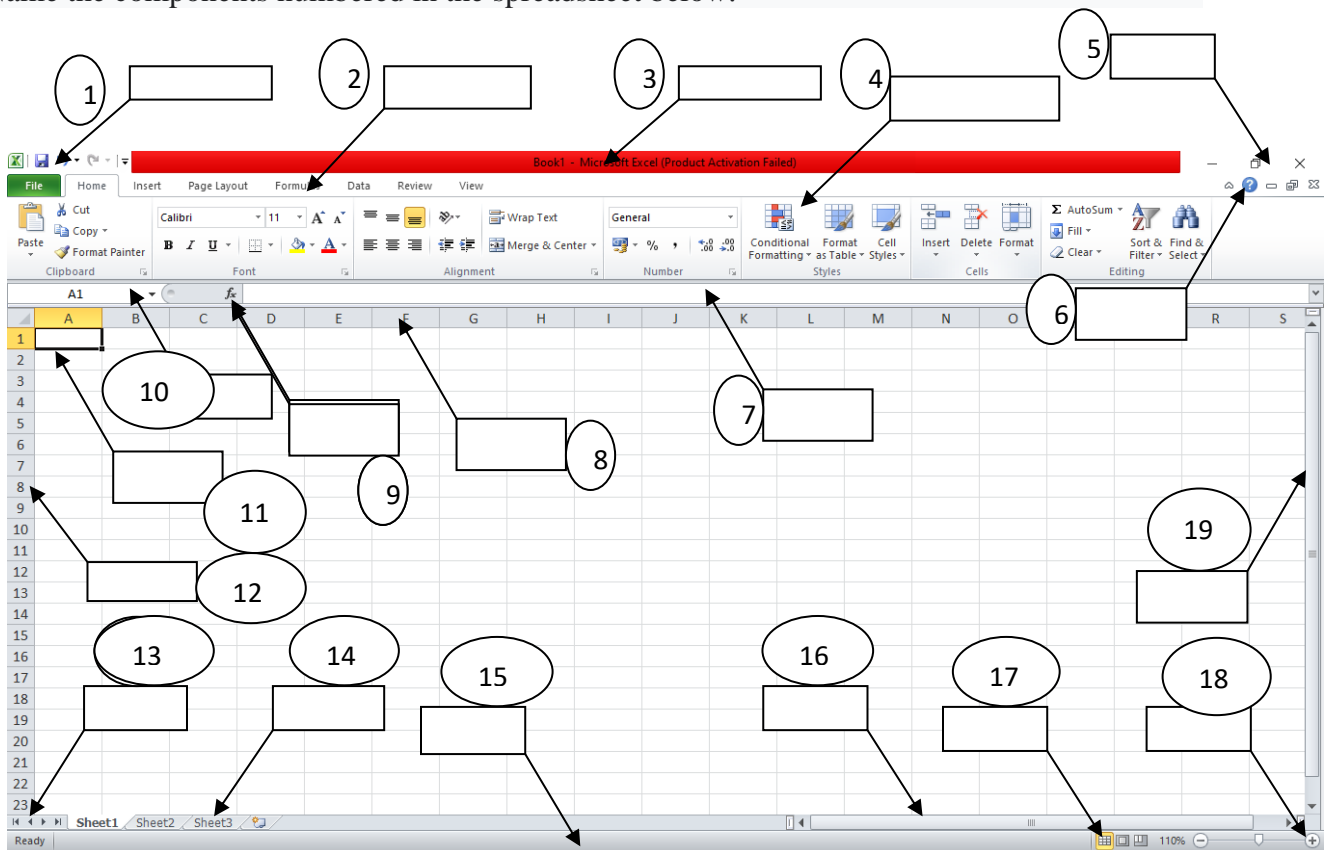 name the components numbered in the spreadsheet below.
1 2 3 4 5
Book1 - Microsoft Excel (Product Activation Failed)
File Home Insert Page Layout Formulas Data Review View
Cut
Copy
Format Painter
Paste
Clipboard
Calibri 11 A A
B I U A
Font
Wrap Text
Merge & Center
Alignment
General
% , .0 .00 .00 .0
Number
Conditional Formatting
Format as Table
Cell Styles
Styles
Insert Delete Format
Cells
Σ AutoSum
Fill
Clear
Sort & Filter
Find & Select
Editing
A1 fx
6
A B C D E F G H I J K L M N O R S
1
2
3
4
5
6
7
8
9
10
11
12
13
14
15
16
17
18
19
20
21
22
23
10
7
8
9
11
19
12
13 14 15 16 17 18
Sheet1 Sheet2 Sheet3
Ready 110%